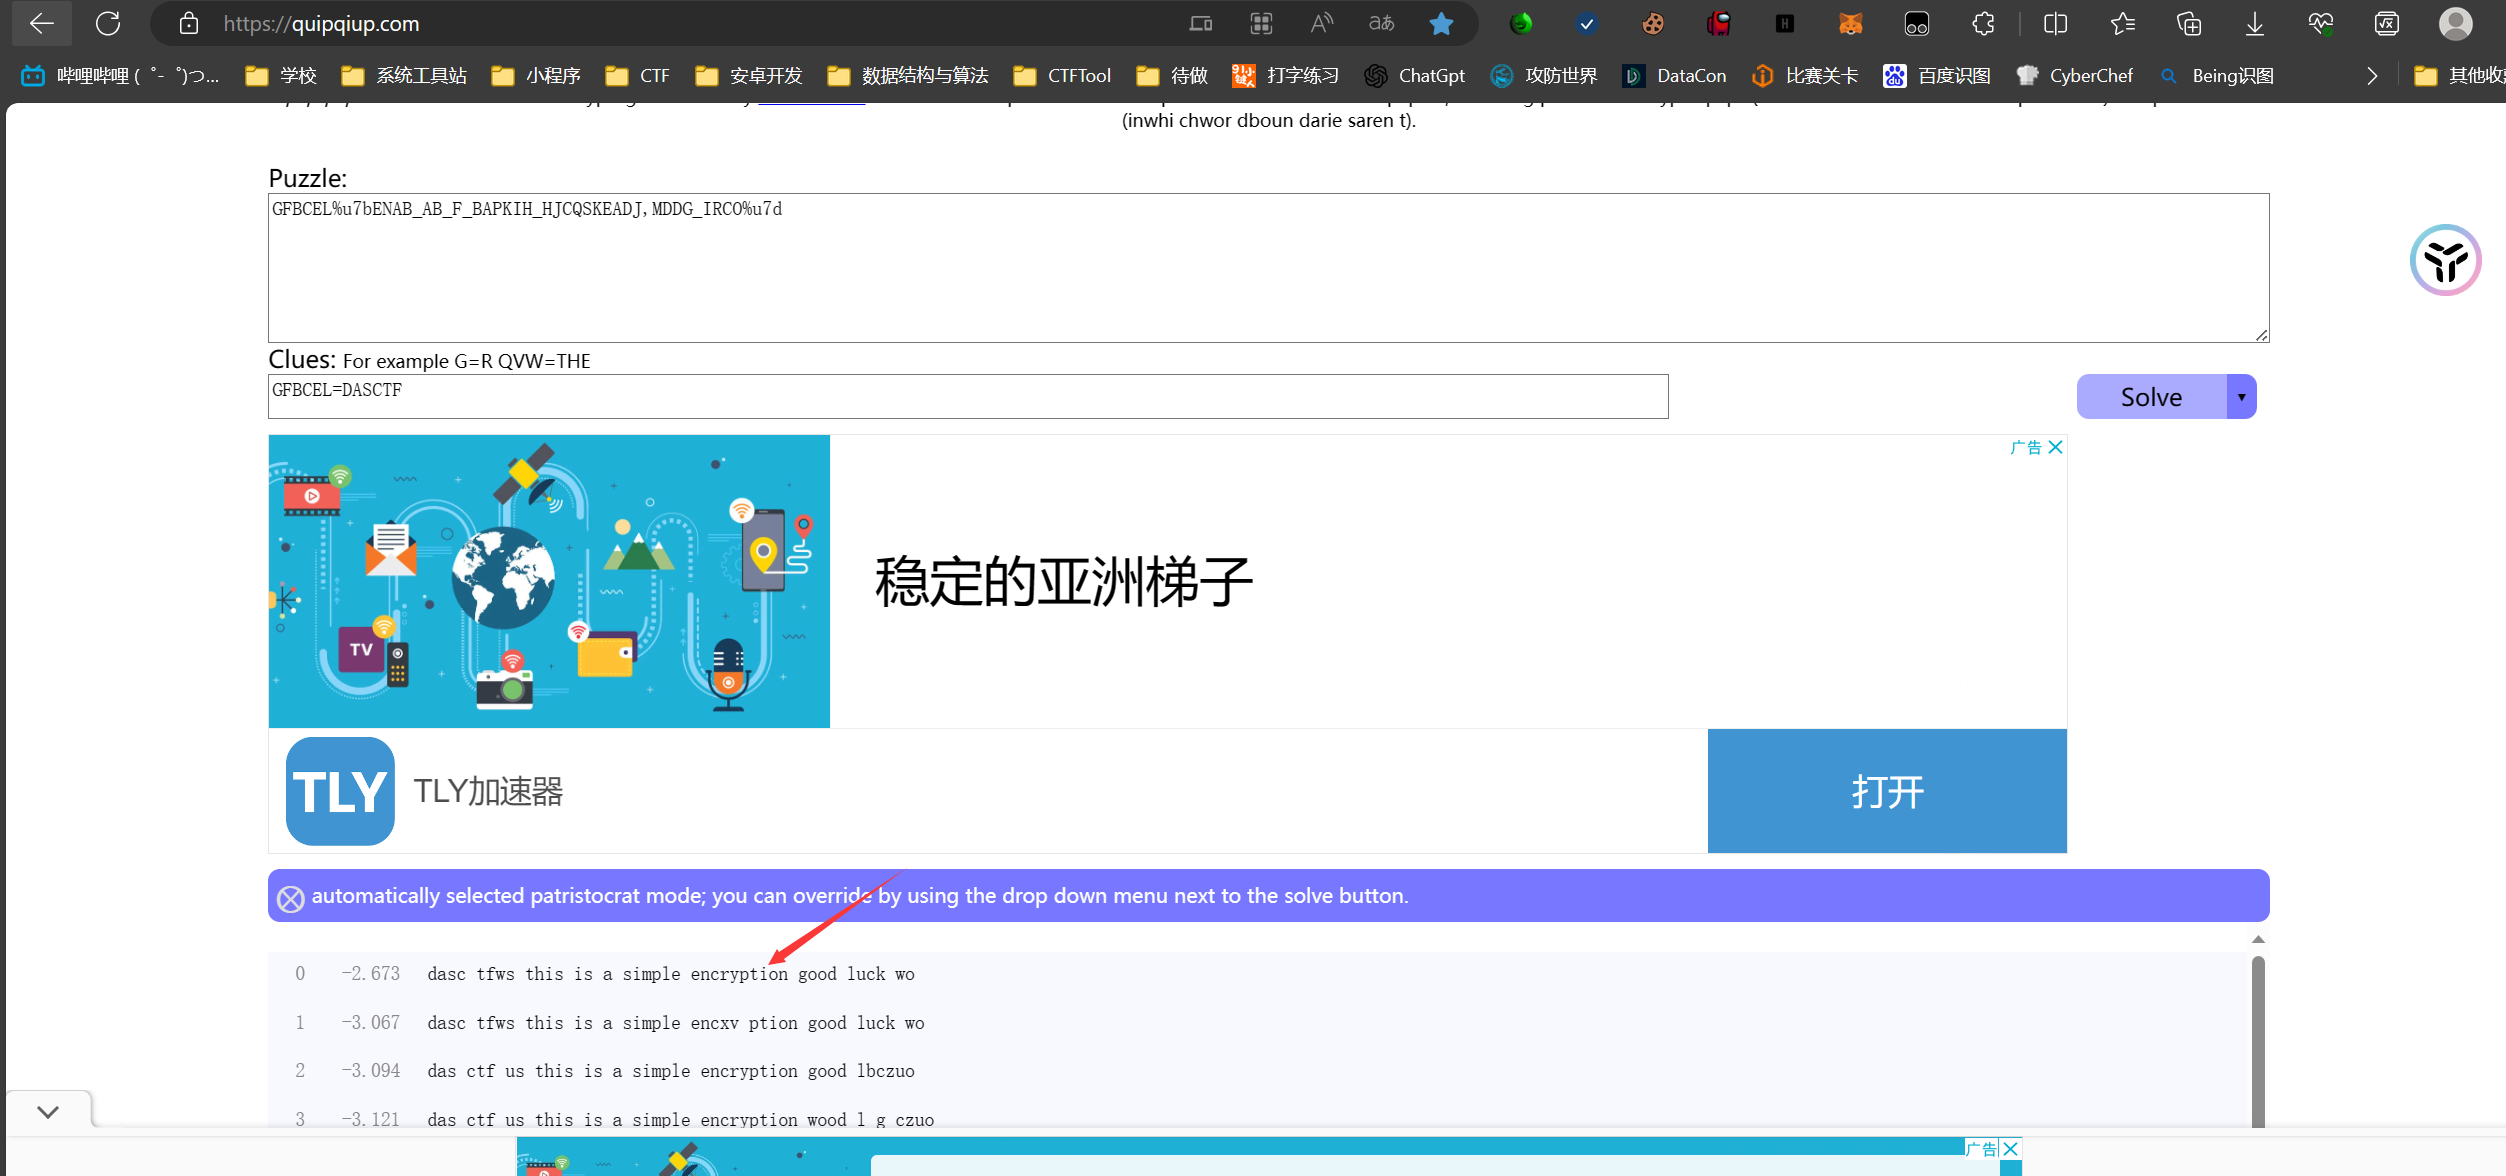 https://quipqiup.com
哔哩哔哩 (゜-゜)つ... 学校 系统工具站 小程序 CTF 安卓开发 数据结构与算法 CTFTool 待做 打字练习 ChatGpt 攻防世界 DataCon 比赛关卡 百度识图 CyberChef Being识图 其他收
(inwhi chwor dboun darie saren t).
Puzzle:
GFBCEL%u7bENAB_AB_F_BAPKIH_HJCQSKEADJ,MDDG_IRCO%u7d
Clues: For example G=R QVW=THE
GFBCEL=DASCTF
Solve
广告
TV
稳定的亚洲梯子
TLY
TLY加速器
打开
automatically selected patristocrat mode; you can override by using the drop down menu next to the solve button.
0 -2.673 dasc tfws this is a simple encryption good luck wo
1 -3.067 dasc tfws this is a simple encxv ption good luck wo
2 -3.094 das ctf us this is a simple encryption good lbczuo
3 -3.121 das ctf us this is a simple encryption wood l g czuo
广告